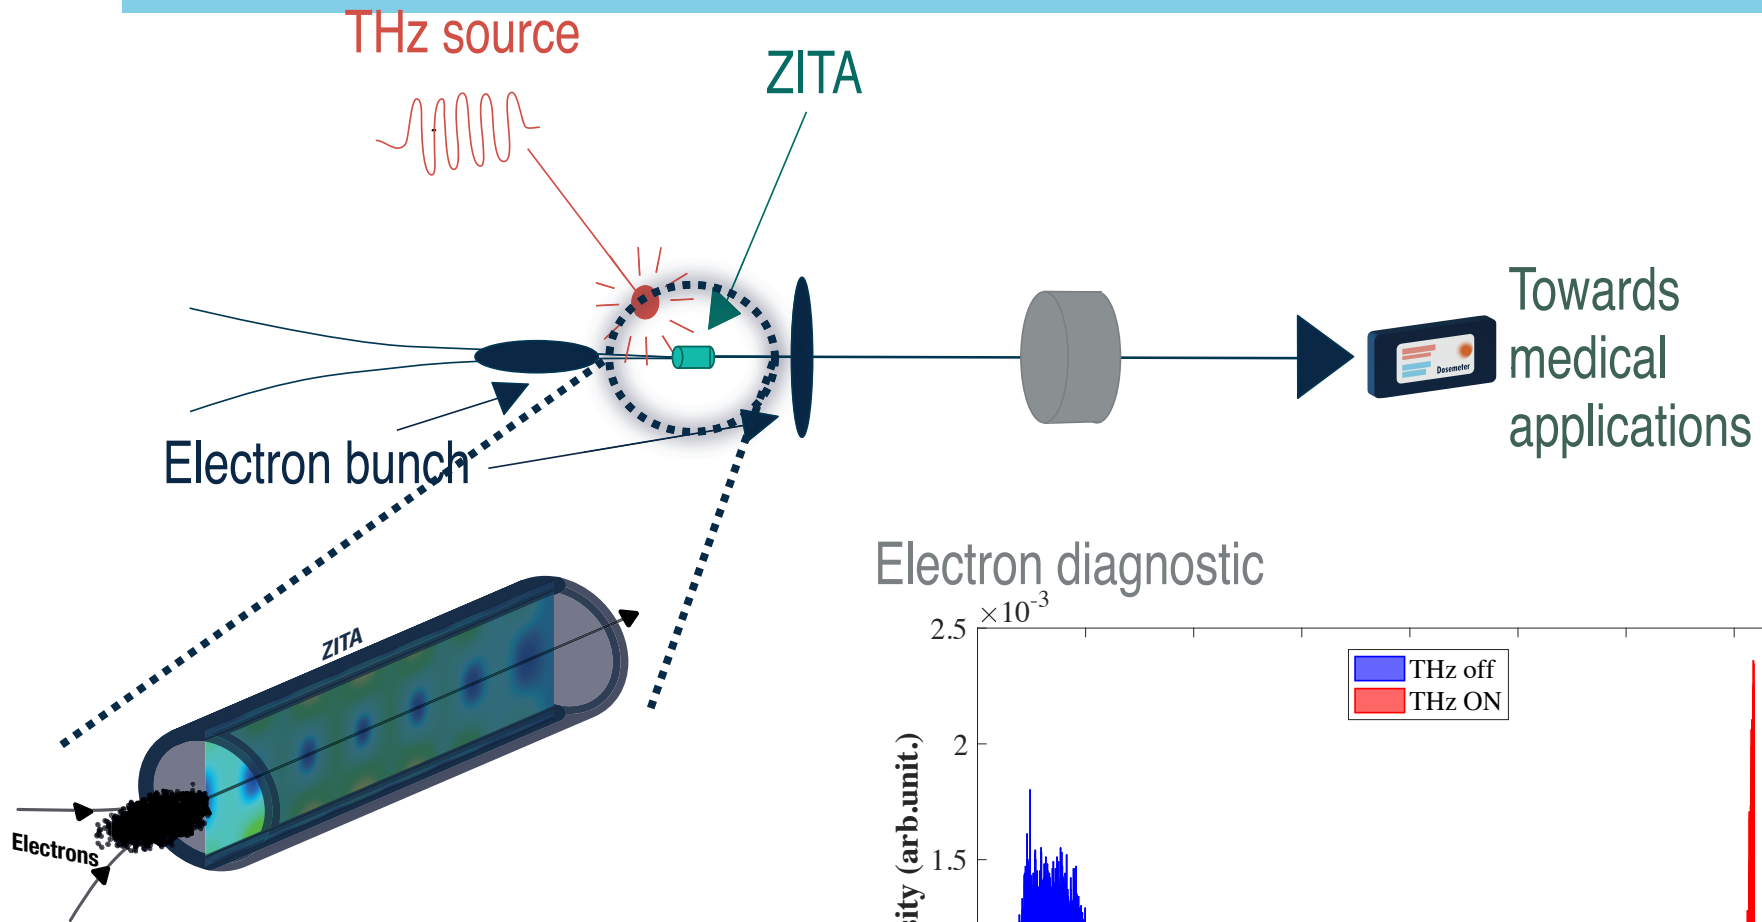 THz source
ZITA
Towards
medical
applications
Dosemeter
Electron bunch
Electron diagnostic
ZITA
Electrons
×10-3
2.5
2
1.5
THz off
THz ON
(arb.unit.)